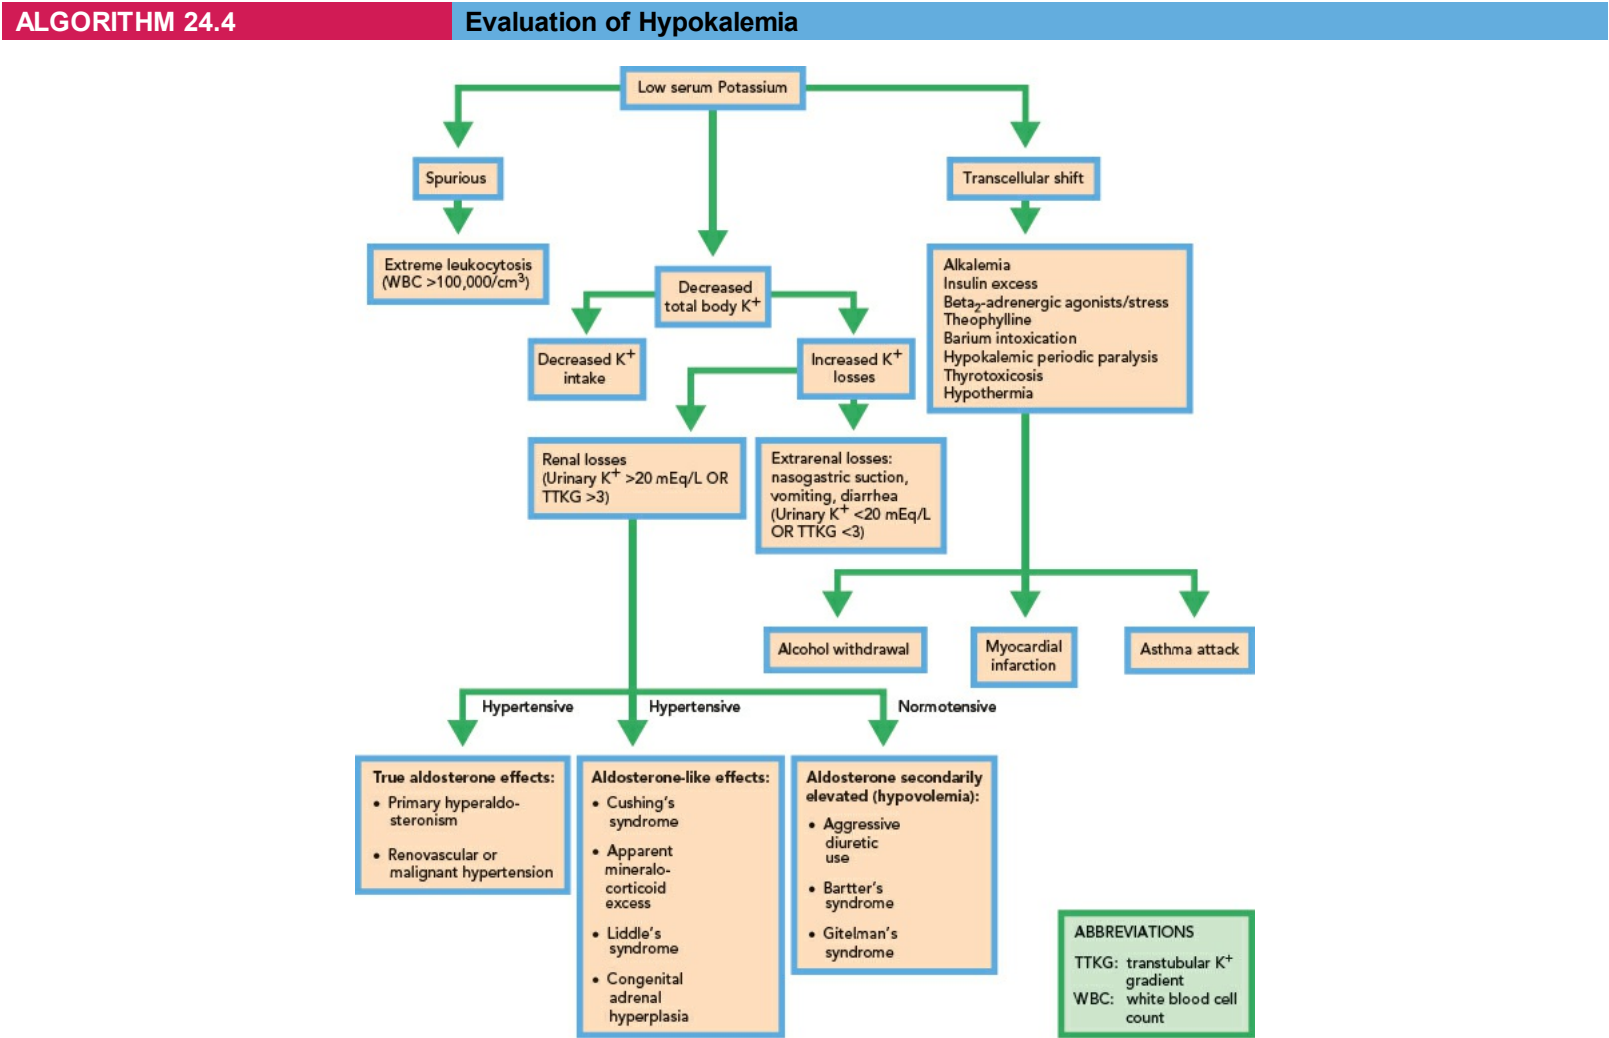 ALGORITHM 24.4
Evaluation of Hypokalemia
Low serum Potassium
Spurious
Transcellular shift
Extreme leukocytosis
(WBC >100,000/cm³)
Decreased
total body K⁺
Alkalemia
Insulin excess
Beta₂-adrenergic agonists/stress
Theophylline
Barium intoxication
Hypokalemic periodic paralysis
Thyrotoxicosis
Hypothermia
Decreased K⁺
intake
Increased K⁺
losses
Renal losses
(Urinary K⁺ >20 mEq/L OR
TTKG >3)
Extrarenal losses:
nasogastric suction,
vomiting, diarrhea
(Urinary K⁺ <20 mEq/L
OR TTKG <3)
Alcohol withdrawal
Myocardial
infarction
Asthma attack
Hypertensive
Hypertensive
Normotensive
True aldosterone effects:
• Primary hyperaldo-
steronism
• Renovascular or
malignant hypertension
Aldosterone-like effects:
• Cushing's
syndrome
• Apparent
mineralo-
corticoid
excess
• Liddle's
syndrome
• Congenital
adrenal
hyperplasia
Aldosterone secondarily
elevated (hypovolemia):
• Aggressive
diuretic
use
• Bartter's
syndrome
• Gitelman's
syndrome
ABBREVIATIONS
TTKG: transtubular K⁺
gradient
WBC: white blood cell
count